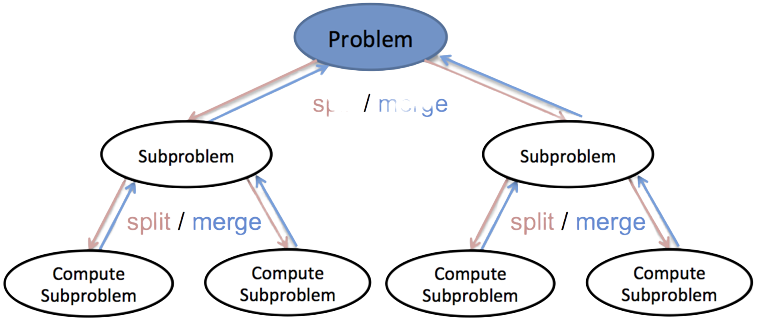 Problem
/
Subproblem
Subproblem
split / merge
split / merge
Compute
Subproblem
Compute
Subproblem
Compute
Subproblem
Compute
Subproblem